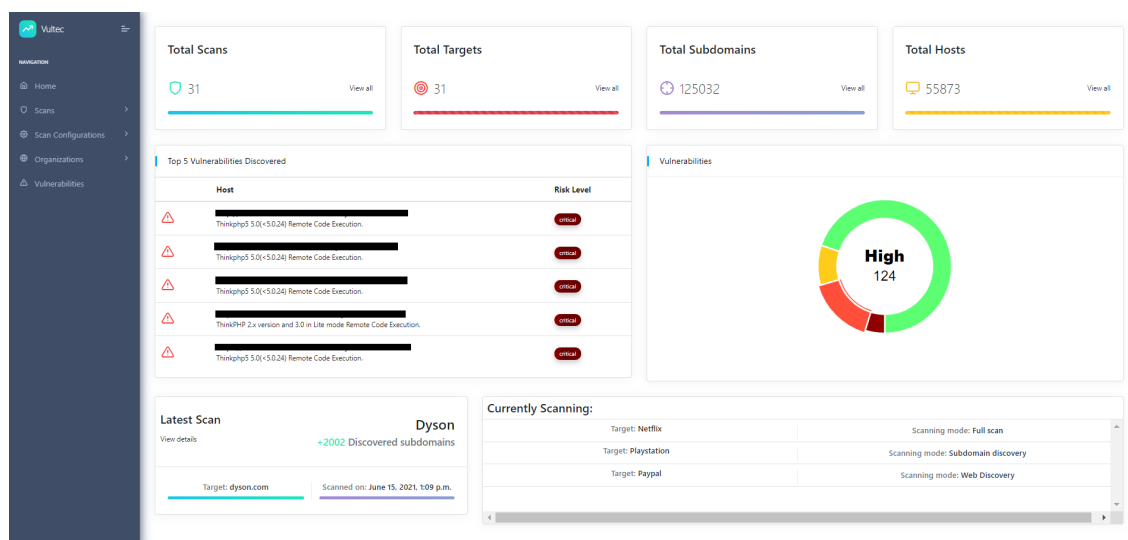 Vultec
NAVIGATION
Home
Scans
Scan Configurations
Organizations
Vulnerabilities
Total Scans
31
View all
Total Targets
31
View all
Total Subdomains
125032
View all
Total Hosts
55873
View all
Top 5 Vulnerabilities Discovered
Host Risk Level
Thinkphp5 5.0(<5.0.24) Remote Code Execution.
critical
Thinkphp5 5.0(<5.0.24) Remote Code Execution.
critical
Thinkphp5 5.0(<5.0.24) Remote Code Execution.
critical
ThinkPHP 2.x version and 3.0 in Lite mode Remote Code Execution.
critical
Thinkphp5 5.0(<5.0.24) Remote Code Execution.
critical
Vulnerabilities
High
124
Latest Scan
View details
Dyson
+2002 Discovered subdomains
Target: dyson.com
Scanned on: June 15, 2021, 1:09 p.m.
Currently Scanning:
Target: Netflix Scanning mode: Full scan
Target: Playstation Scanning mode: Subdomain discovery
Target: Paypal Scanning mode: Web Discovery